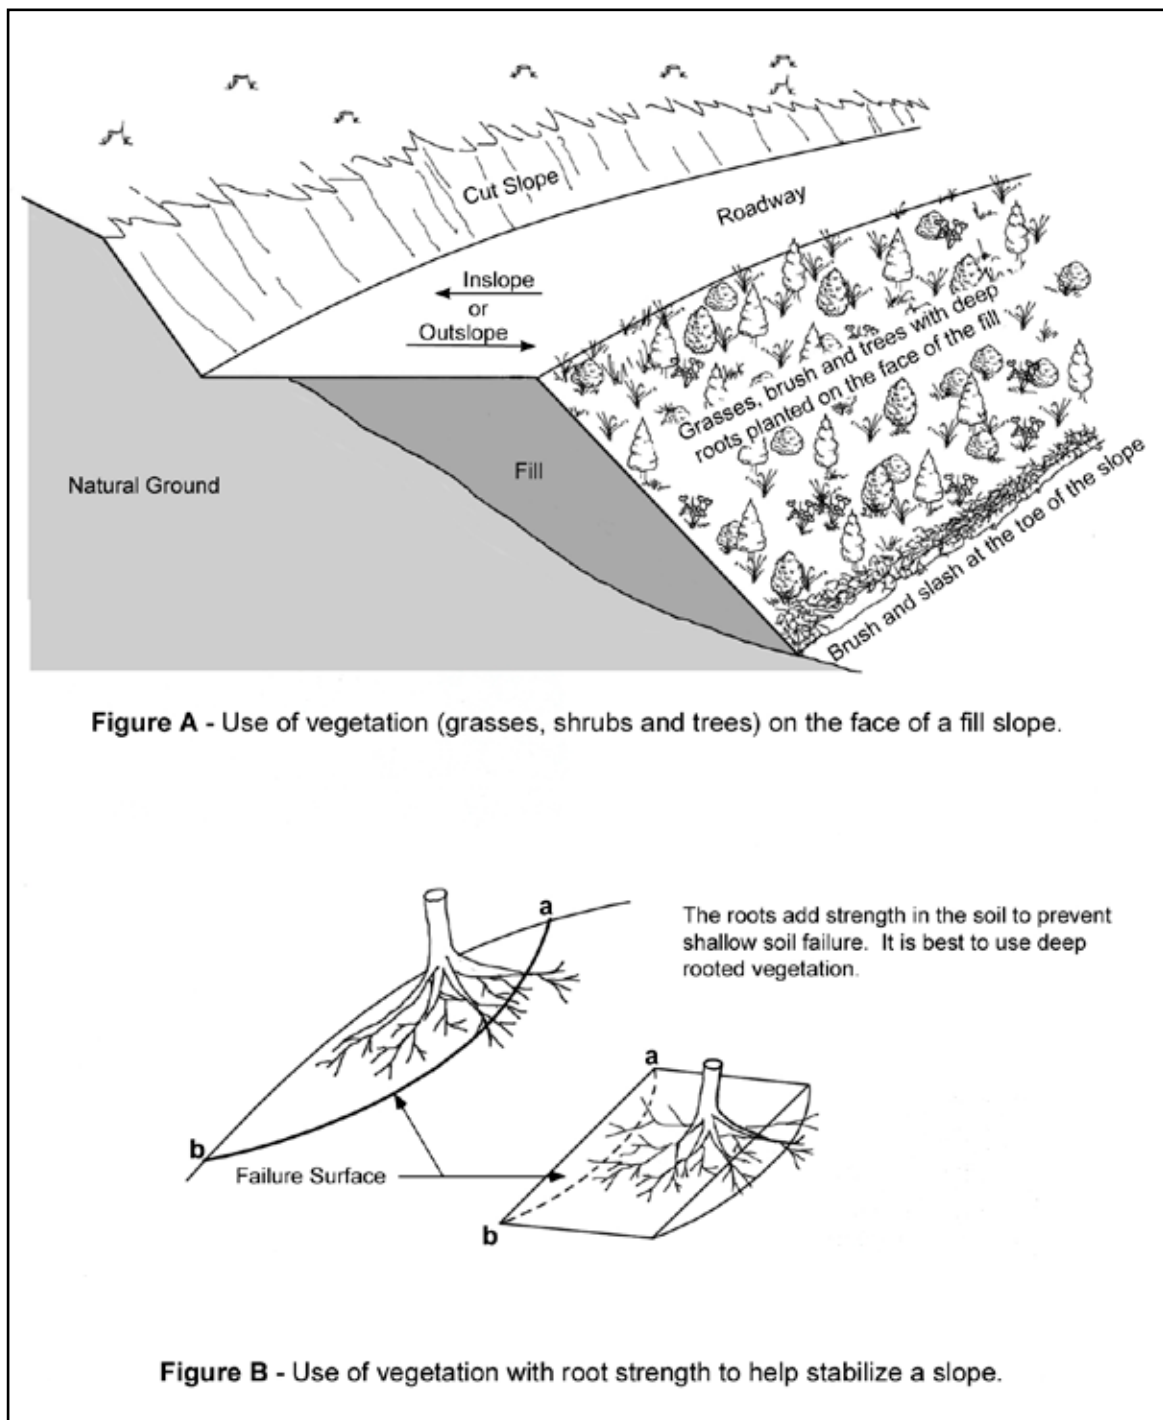 Cut Slope
Roadway
Inslope
or
Outslope
Grasses, brush and trees with deep
roots planted on the face of the fill
Natural Ground
Fill
Brush and slash at the toe of the slope
Figure A - Use of vegetation (grasses, shrubs and trees) on the face of a fill slope.
a
The roots add strength in the soil to prevent
shallow soil failure. It is best to use deep
rooted vegetation.
a
b
Failure Surface
b
Figure B - Use of vegetation with root strength to help stabilize a slope.